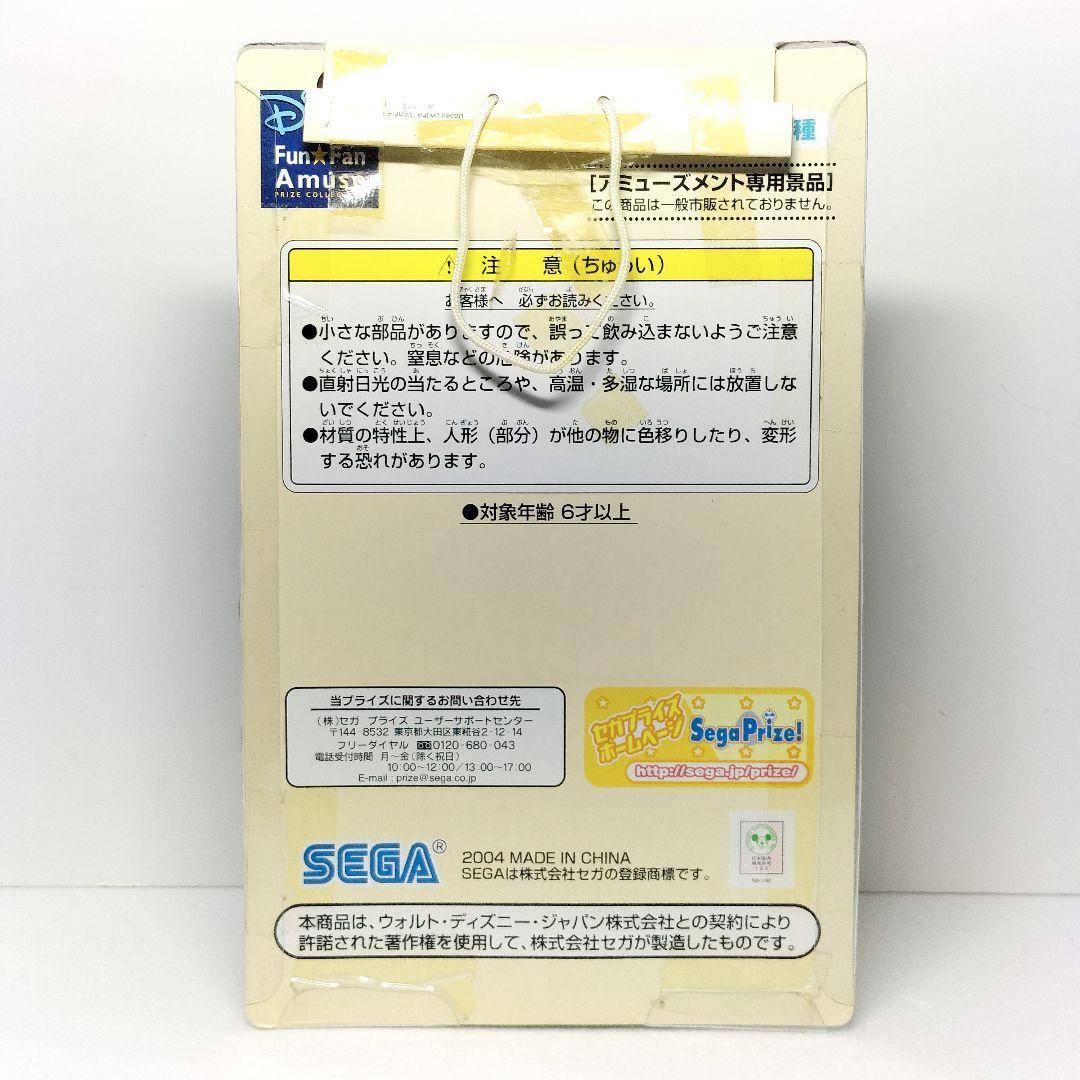 Based on the "Winnie
種
Fun★Fan
Amuse
PRIZE COLLE
[アミューズメント専用景品]
この商品は一般市販されておりません。
注 意(ちゅうい)
お客様へ 必ずお読みください。
●小さな部品がありますので、誤って飲み込まないようご注意
ください。窒息などの危険があります。
●直射日光の当たるところや、高温・多湿な場所には放置しな
いでください。
●材質の特性上、人形(部分)が他の物に色移りしたり、変形
する恐れがあります。
●対象年齢 6才以上
当プライズに関するお問い合わせ先
(株)セガ プライズ ユーザーサポートセンター
〒144-8532 東京都大田区東糀谷2-12-14
フリーダイヤル 0120-680-043
電話受付時間 月〜金(除く祝日)
10:00〜12:00/13:00〜17:00
E-mail : prize@sega.co.jp
セガプライズ
ホームページ
SegaPrize!
http://sega.jp/prize/
SEGA®
2004 MADE IN CHINA
SEGAは株式会社セガの登録商標です。
本商品は、ウォルト・ディズニー・ジャパン株式会社との契約により
許諾された著作権を使用して、株式会社セガが製造したものです。